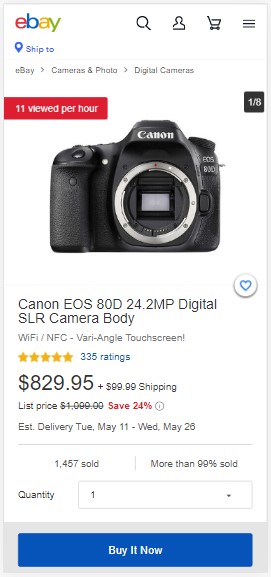 ebay
Ship to
eBay > Cameras & Photo > Digital Cameras
11 viewed per hour
1/8
Canon
EOS
80D
Canon EOS 80D 24.2MP Digital
SLR Camera Body
WiFi / NFC - Vari-Angle Touchscreen!
335 ratings
$829.95 + $99.99 Shipping
List price $1,099.00 Save 24%
Est. Delivery Tue, May 11 - Wed, May 26
1,457 sold
More than 99% sold
Quantity
1
Buy It Now